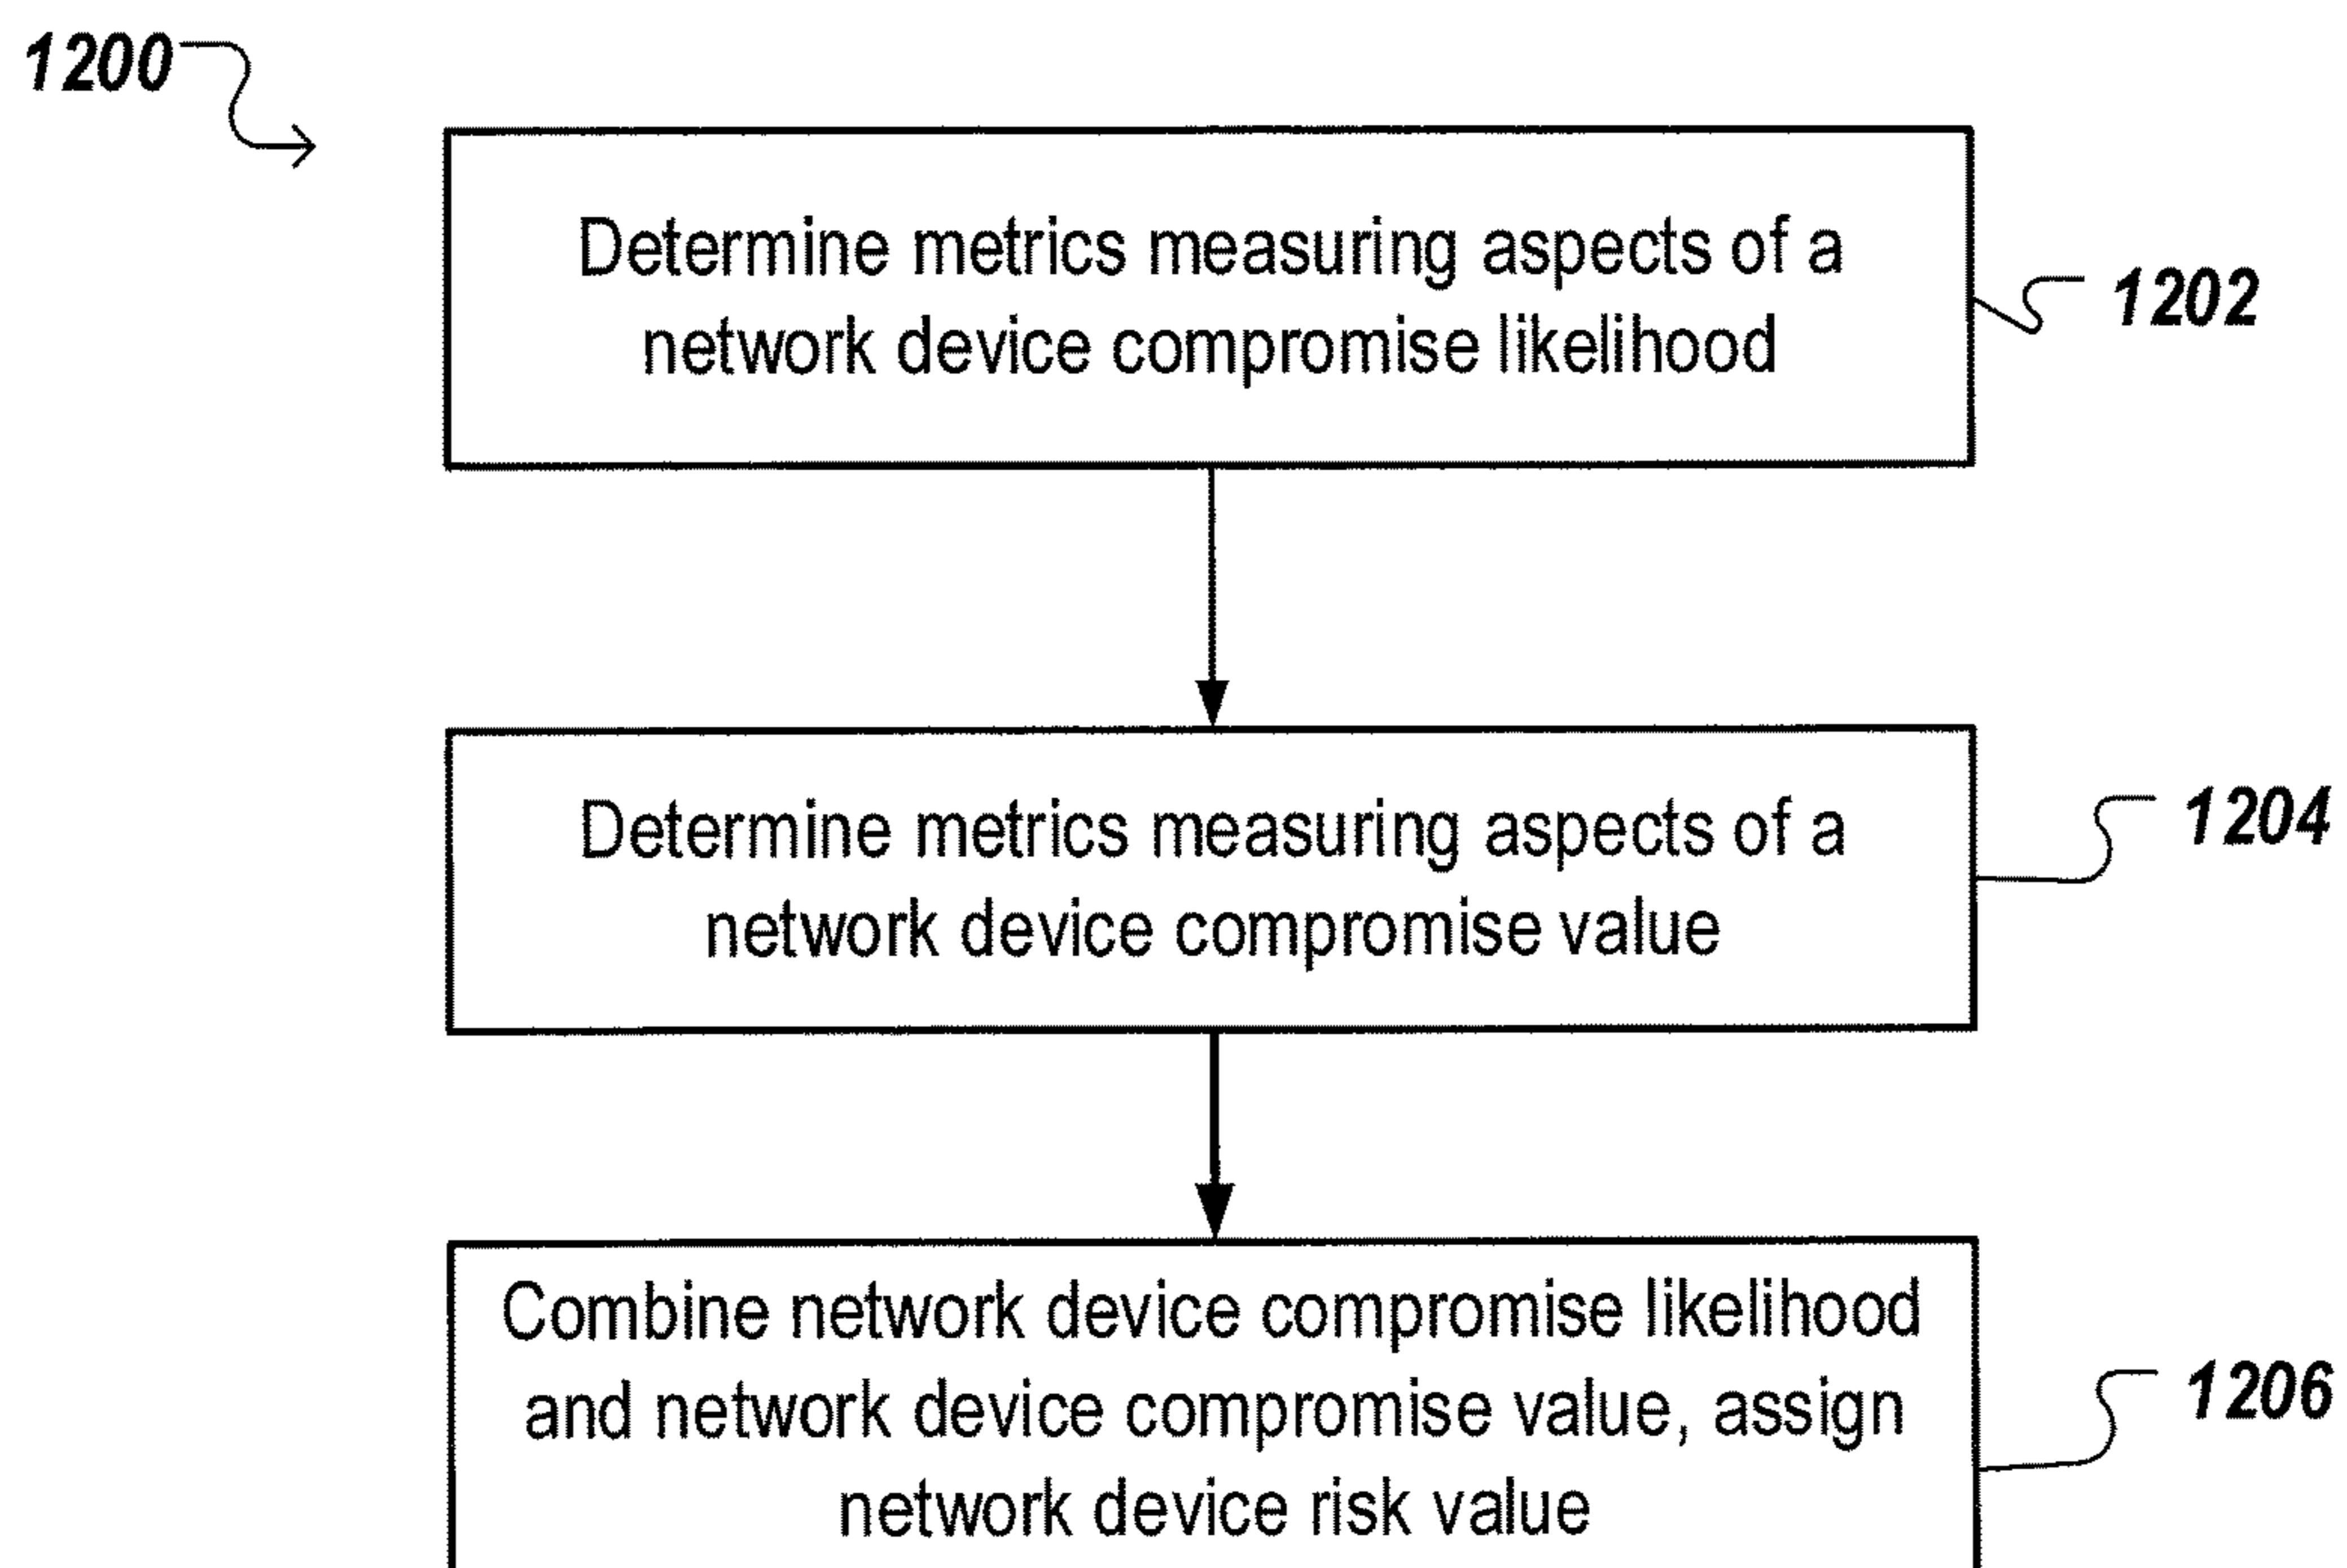 1200
Determine metrics measuring aspects of a
network device compromise likelihood
1202
Determine metrics measuring aspects of a
network device compromise value
1204
Combine network device compromise likelihood
and network device compromise value, assign
network device risk value
1206